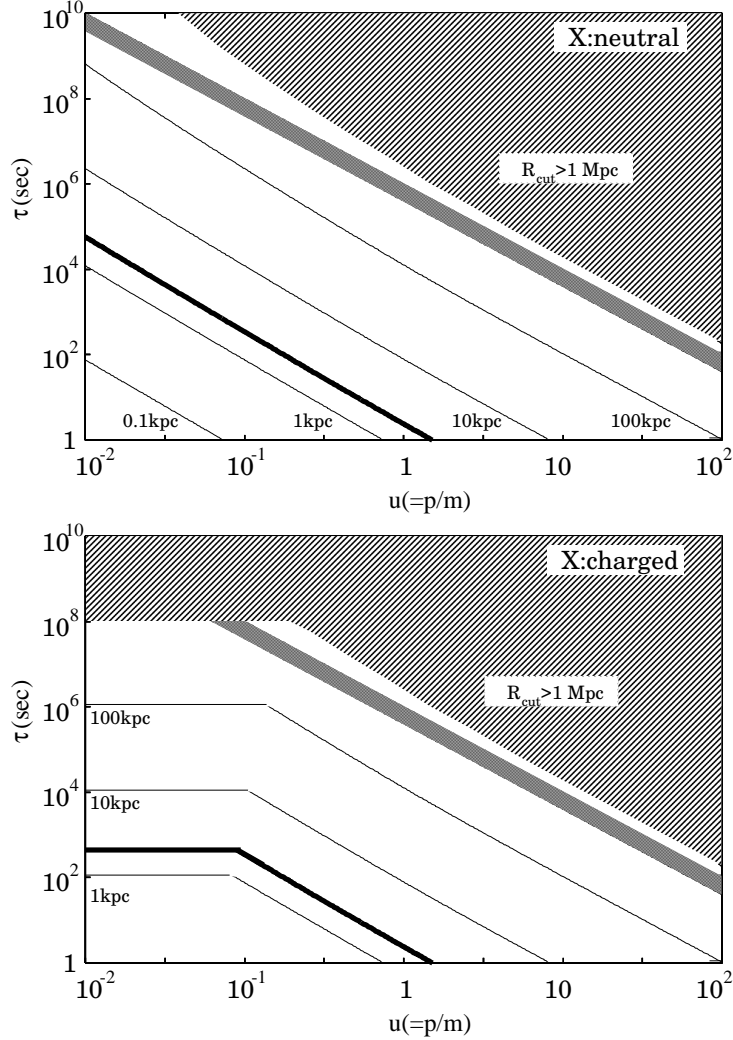 10^10
X:neutral
10^8
R_cut>1 Mpc
10^6
τ(sec)
10^4
10^2
0.1kpc 1kpc 10kpc 100kpc
1
10^-2 10^-1 1 10 10^2
u(=p/m)
10^10
X:charged
10^8
R_cut>1 Mpc
10^6
100kpc
τ(sec)
10^4
10kpc
10^2
1kpc
1
10^-2 10^-1 1 10 10^2
u(=p/m)